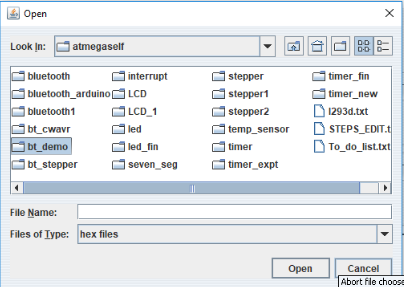 Open
Look In: atmegaself
bluetooth interrupt stepper timer_fin
bluetooth_arduino LCD stepper1 timer_new
bluetooth1 LCD_1 stepper2 l293d.txt
bt_cwavr led temp_sensor STEPS_EDIT.t
bt_demo led_fin timer To_do_list.txt
bt_stepper seven_seg timer_expt
File Name:
Files of Type: hex files
Open Cancel
Abort file choose